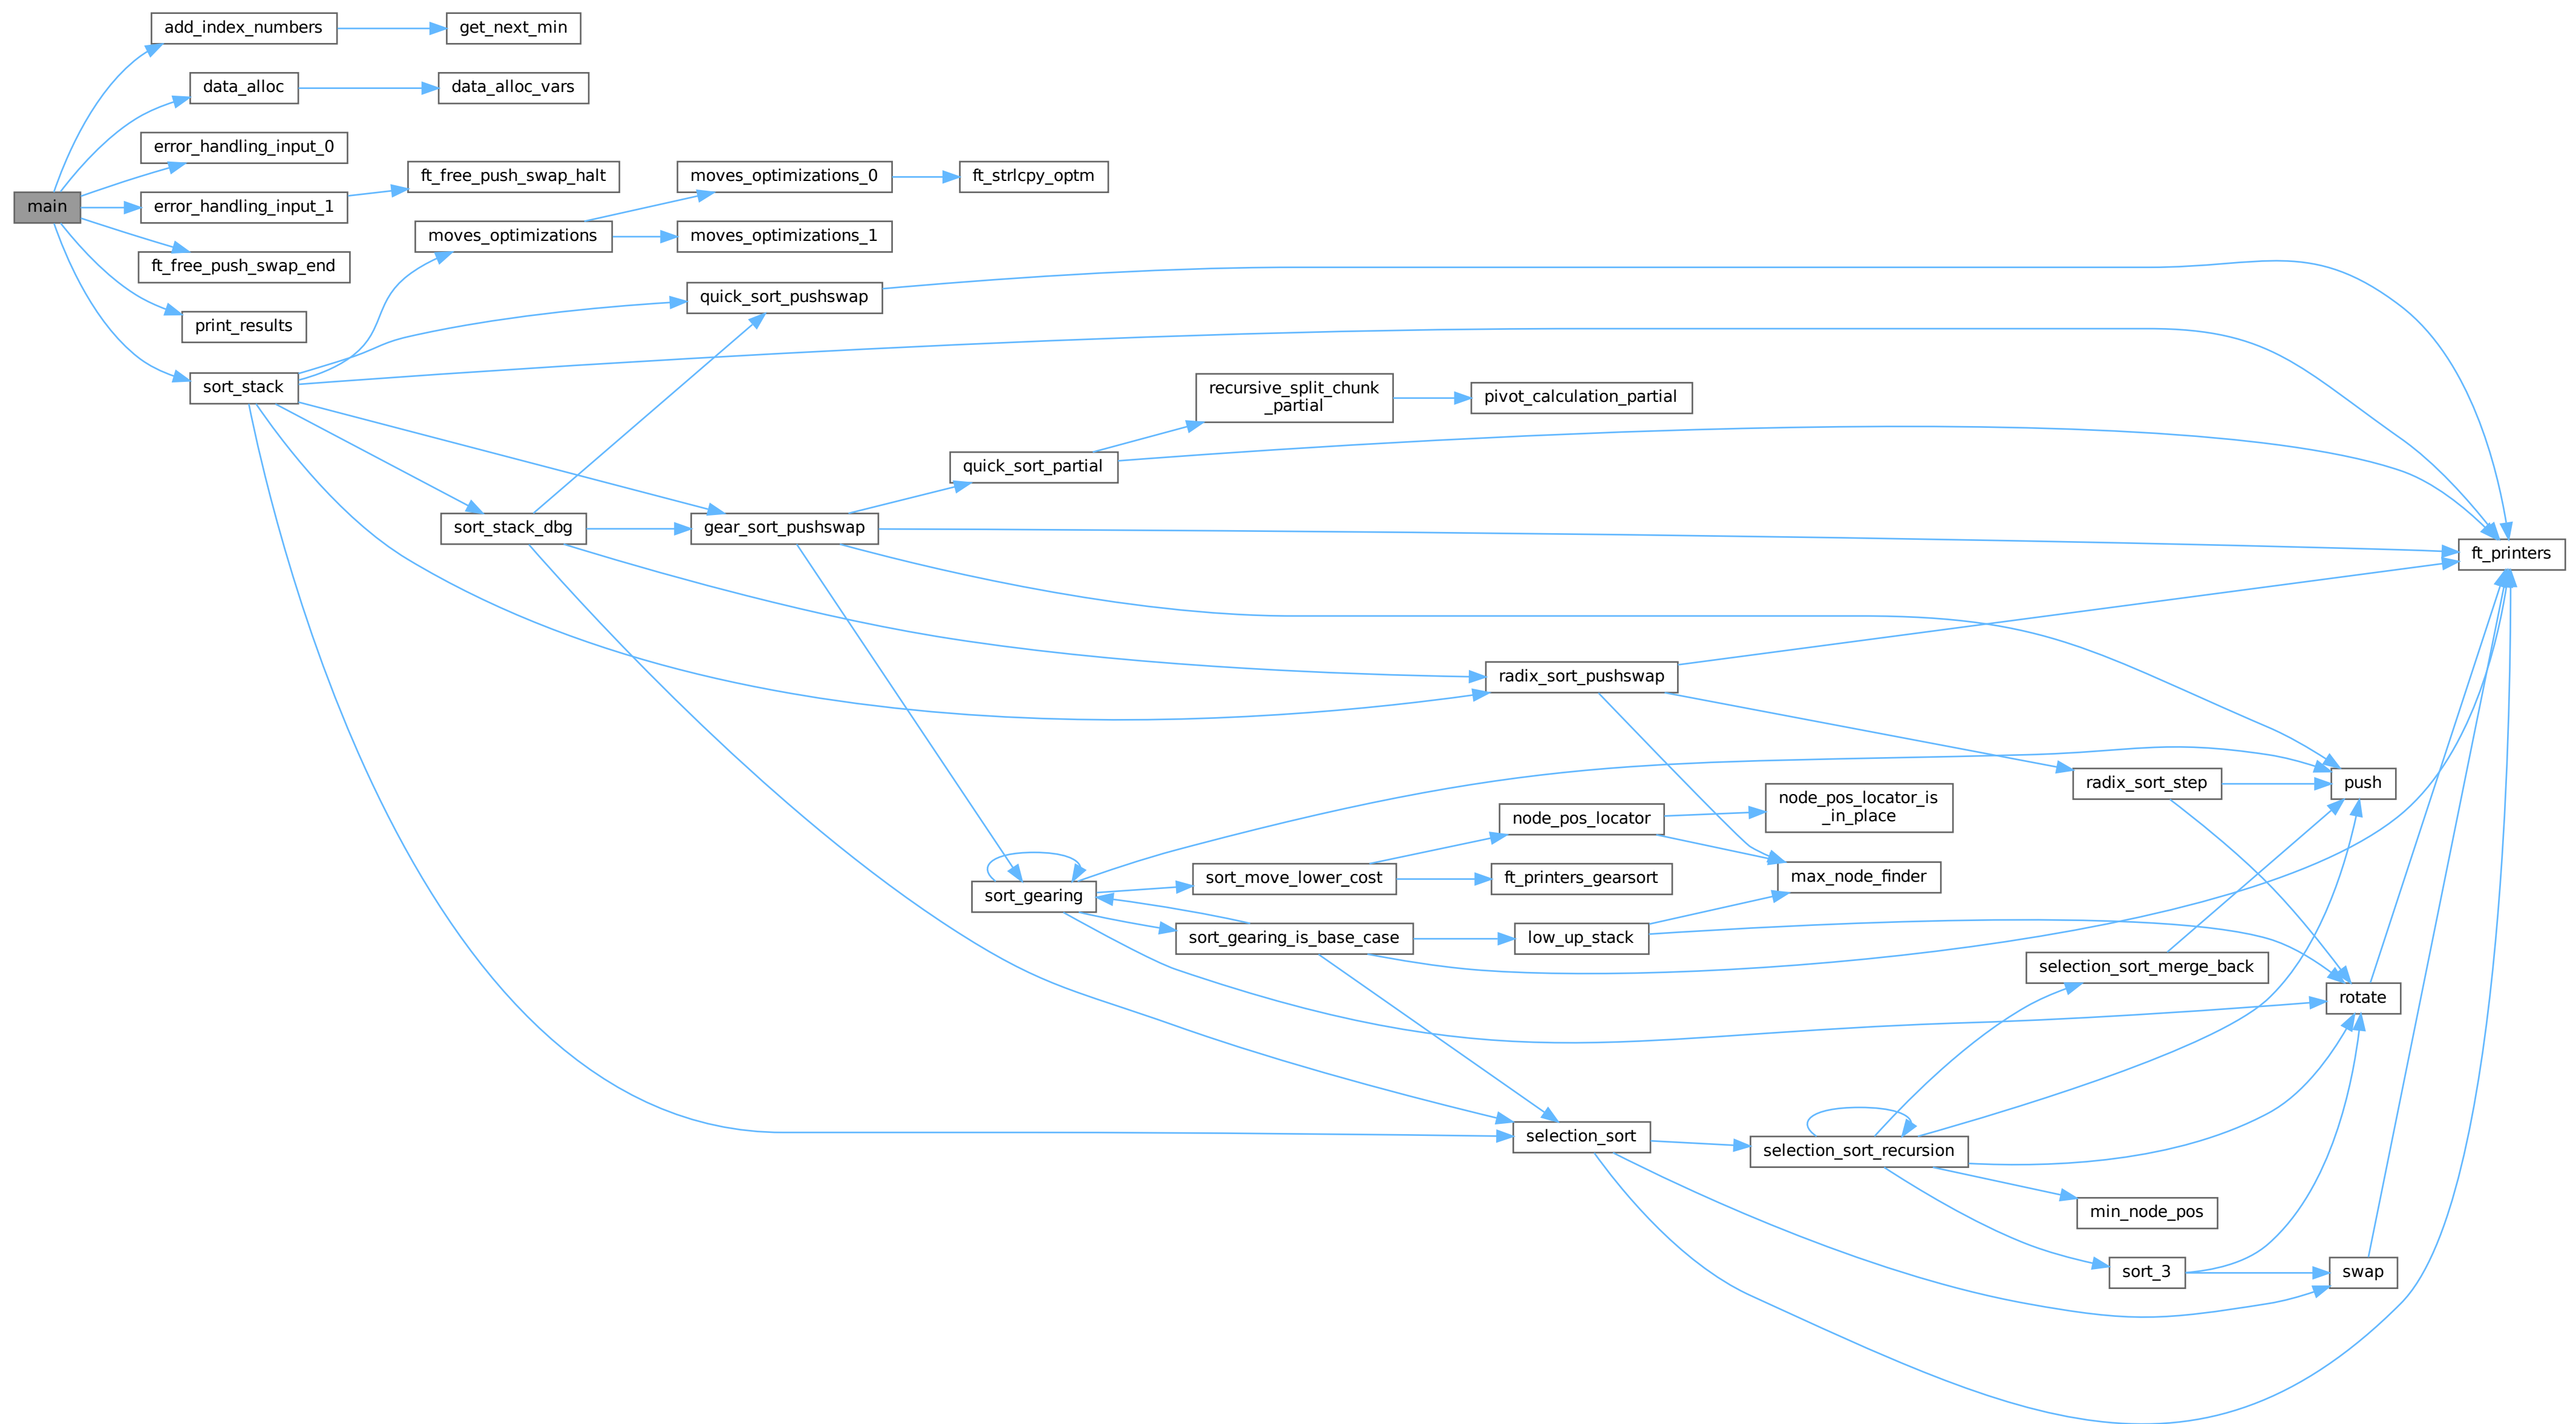 add_index_numbers
get_next_min
data_alloc
data_alloc_vars
error_handling_input_0
ft_free_push_swap_halt
moves_optimizations_0
ft_strlcpy_optm
main
error_handling_input_1
moves_optimizations
moves_optimizations_1
ft_free_push_swap_end
quick_sort_pushswap
print_results
sort_stack
recursive_split_chunk
_partial
pivot_calculation_partial
quick_sort_partial
sort_stack_dbg
gear_sort_pushswap
ft_printers
radix_sort_pushswap
radix_sort_step
push
node_pos_locator_is
_in_place
node_pos_locator
sort_move_lower_cost
ft_printers_gearsort
max_node_finder
sort_gearing
sort_gearing_is_base_case
low_up_stack
selection_sort_merge_back
rotate
selection_sort
selection_sort_recursion
min_node_pos
sort_3
swap